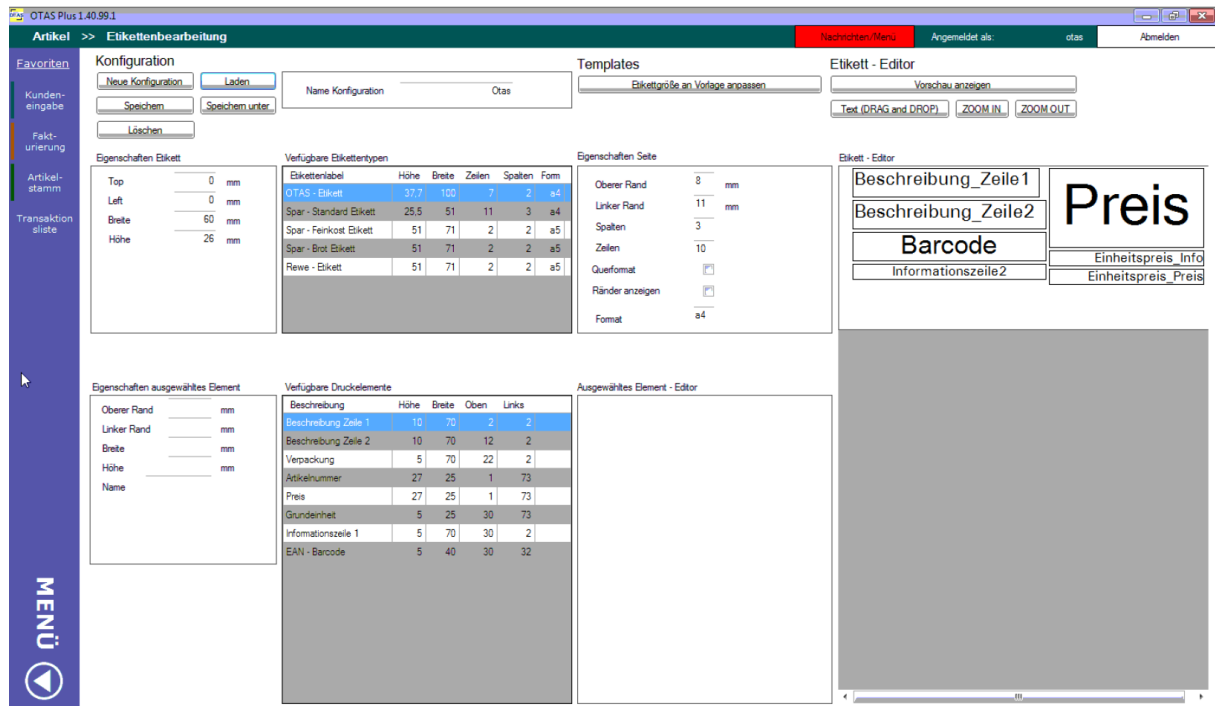 OTAS OTAS Plus 1.40.99.1
Artikel >> Etikettenbearbeitung Nachrichten/Menu Angemeldet als: otas Abmelden
Favoriten
Kunden-
eingabe
Fakt-
urierung
Artikel-
stamm
Transaktion
sliste
MENÜ
Konfiguration
Neue Konfiguration Laden
Speichern Speichern unter
Löschen
Name Konfiguration Otas
Templates
Etikettgröße an Vorlage anpassen
Etikett - Editor
Vorschau anzeigen
Text (DRAG and DROP) ZOOM IN ZOOM OUT
Eigenschaften Etikett
Top 0 mm
Left 0 mm
Breite 60 mm
Höhe 26 mm
Verfügbare Etikettentypen
Etikettenlabel Höhe Breite Zeilen Spalten Form
OTAS - Etikett 37,7 100 7 2 a4
Spar - Standard Etikett 25,5 51 11 3 a4
Spar - Feinkost Etikett 51 71 2 2 a5
Spar - Brot Etikett 51 71 2 2 a5
Rewe - Etikett 51 71 2 2 a5
Eigenschaften Seite
Oberer Rand 8 mm
Linker Rand 11 mm
Spalten 3
Zeilen 10
Querformat
Ränder anzeigen
Format a4
Etikett - Editor
Beschreibung_Zeile1
Beschreibung_Zeile2
Barcode
Informationszeile2
Preis
Einheitspreis_Info
Einheitspreis_Preis
Eigenschaften ausgewähltes Element
Oberer Rand mm
Linker Rand mm
Breite mm
Höhe mm
Name
Verfügbare Druckelemente
Beschreibung Höhe Breite Oben Links
Beschreibung Zeile 1 10 70 2 2
Beschreibung Zeile 2 10 70 12 2
Verpackung 5 70 22 2
Artikelnummer 27 25 1 73
Preis 27 25 1 73
Grundeinheit 5 25 30 73
Informationszeile 1 5 70 30 2
EAN - Barcode 5 40 30 32
Ausgewähltes Element - Editor